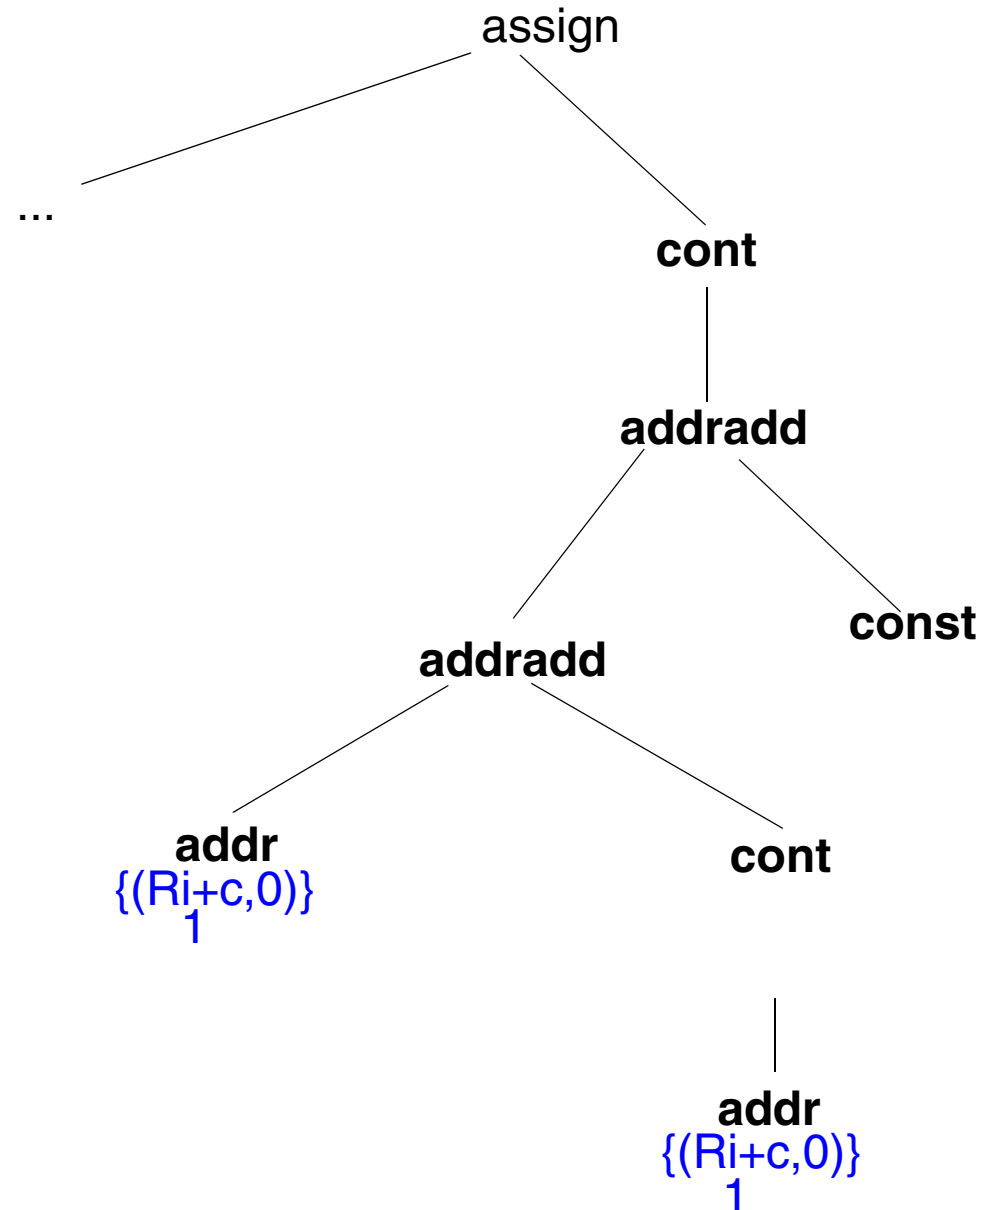 assign
...
cont
addradd
const
addradd
addr
{(Ri+c,0)}
1
cont
addr
{(Ri+c,0)}
1